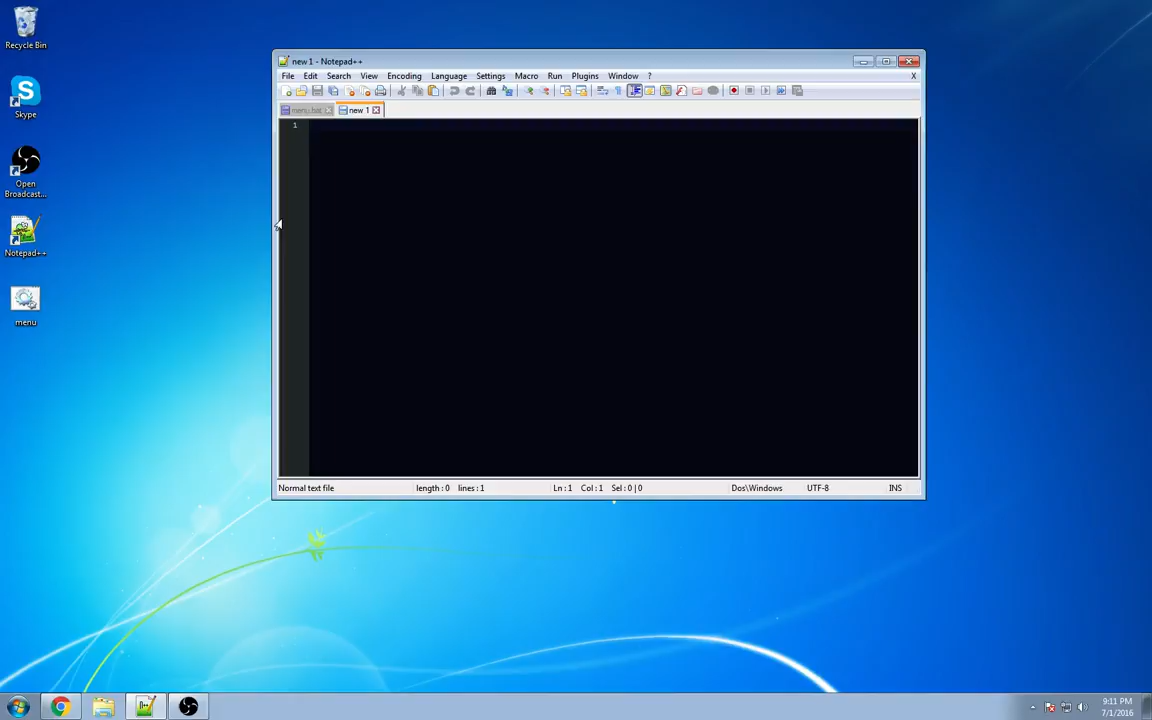 Recycle Bin
Skype
Open
Broadcast...
Notepad++
menu
new 1 - Notepad++
File Edit Search View Encoding Language Settings Macro Run Plugins Window ? X
menu.bat new 1
1
Normal text file length : 0 lines : 1 Ln : 1 Col : 1 Sel : 0 | 0 Dos\Windows UTF-8 INS
9:11 PM
7/1/2016